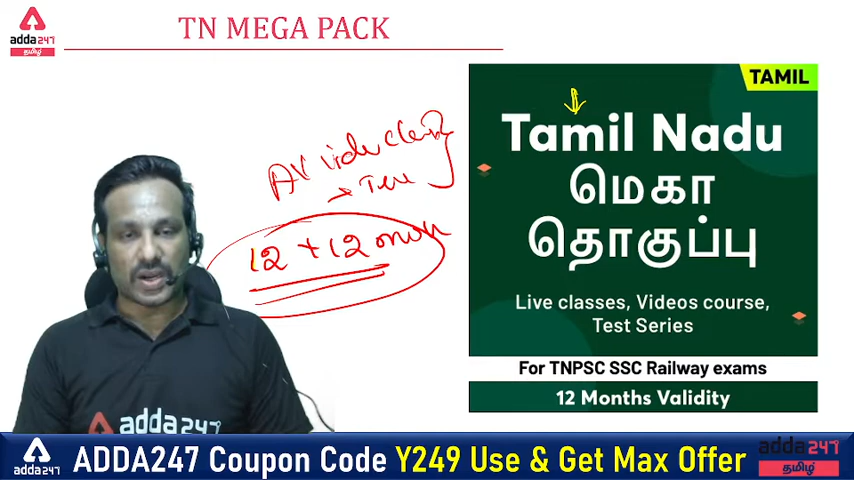 adda247
தமிழ்
TN MEGA PACK
TAMIL
Tamil Nadu
மெகா
தொகுப்பு
Live classes, Videos course,
Test Series
For TNPSC SSC Railway exams
12 Months Validity
12 + 12
adda247
adda247
ADDA247 Coupon Code Y249 Use & Get Max Offer
adda247
தமிழ்